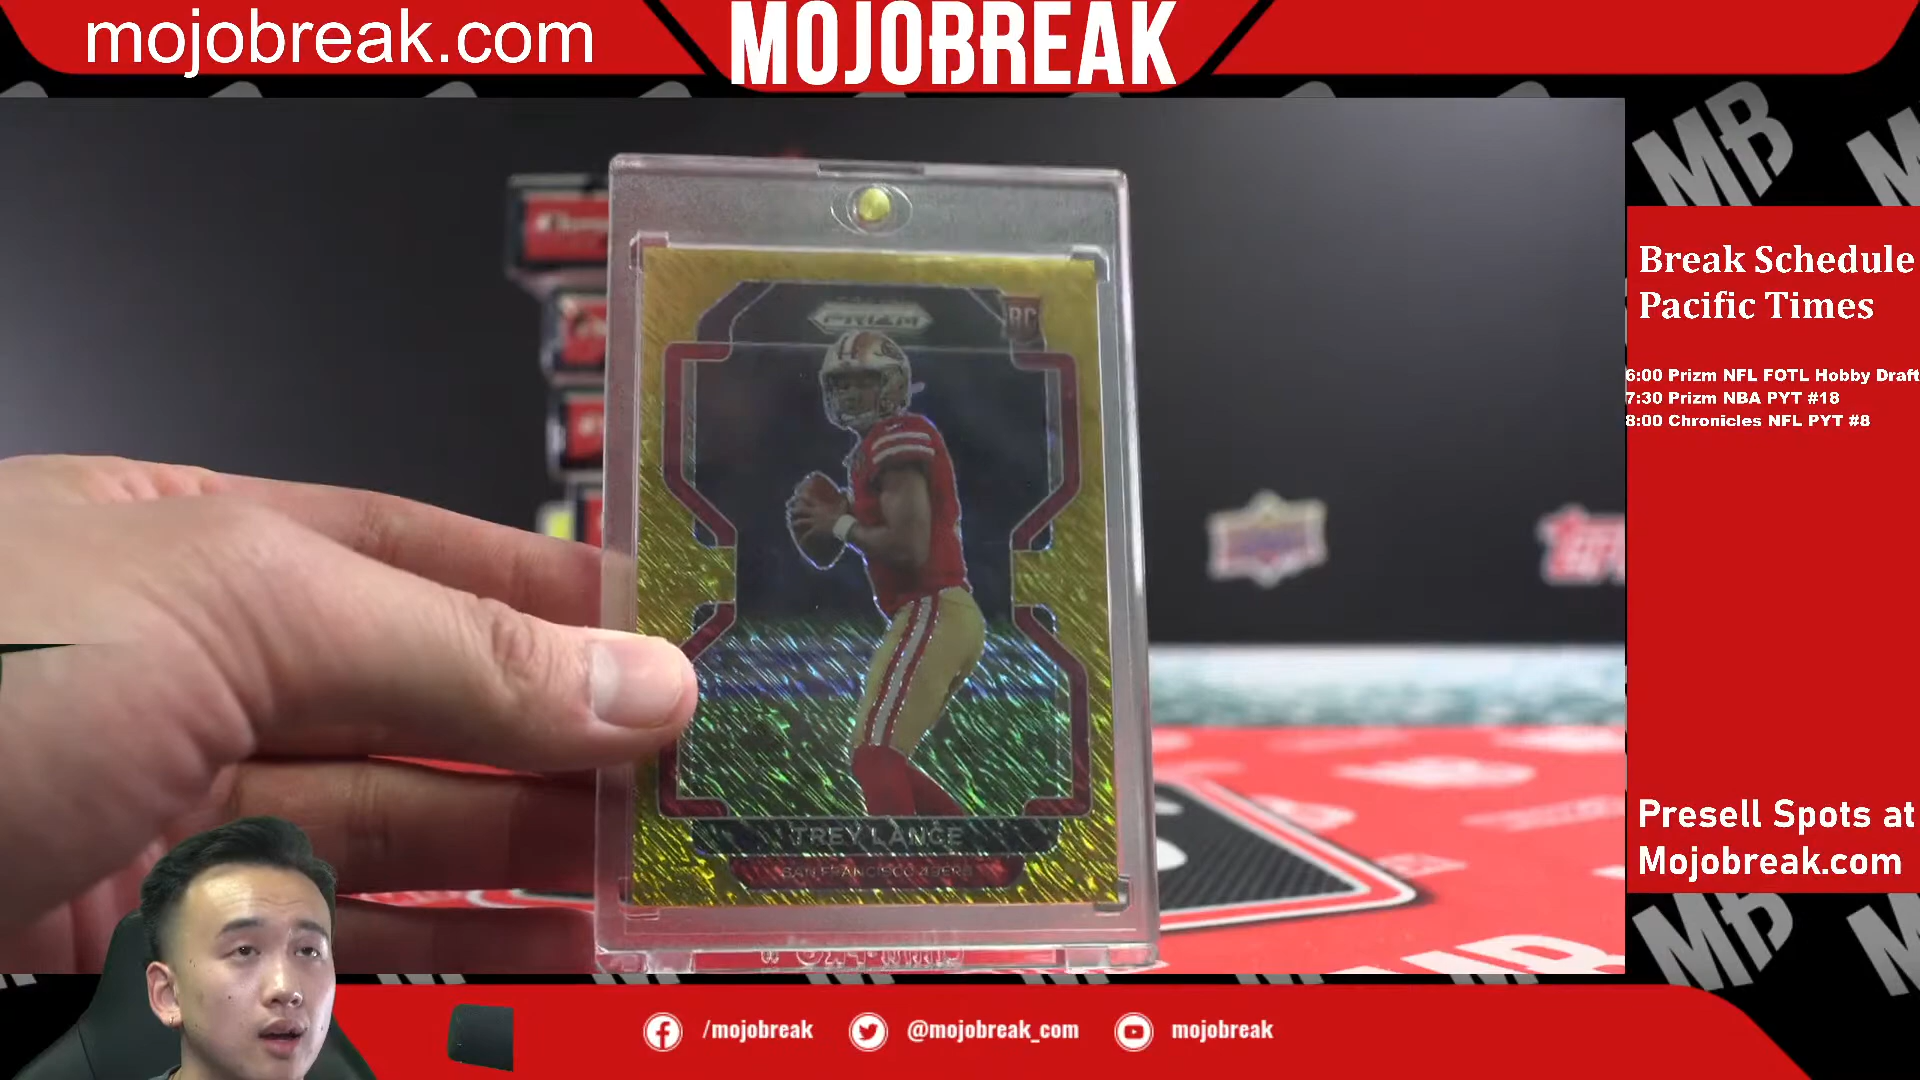 mojobreak.com
MOJOBREAK
MB
Break Schedule
Pacific Times
6:00 Prizm NFL FOTL Hobby Draft
7:30 Prizm NBA PYT #18
8:00 Chronicles NFL PYT #8
PRIZM
RC
TREY LANCE
SAN FRANCISCO 49ERS
Presell Spots at
Mojobreak.com
MB
/mojobreak
@mojobreak_com
mojobreak